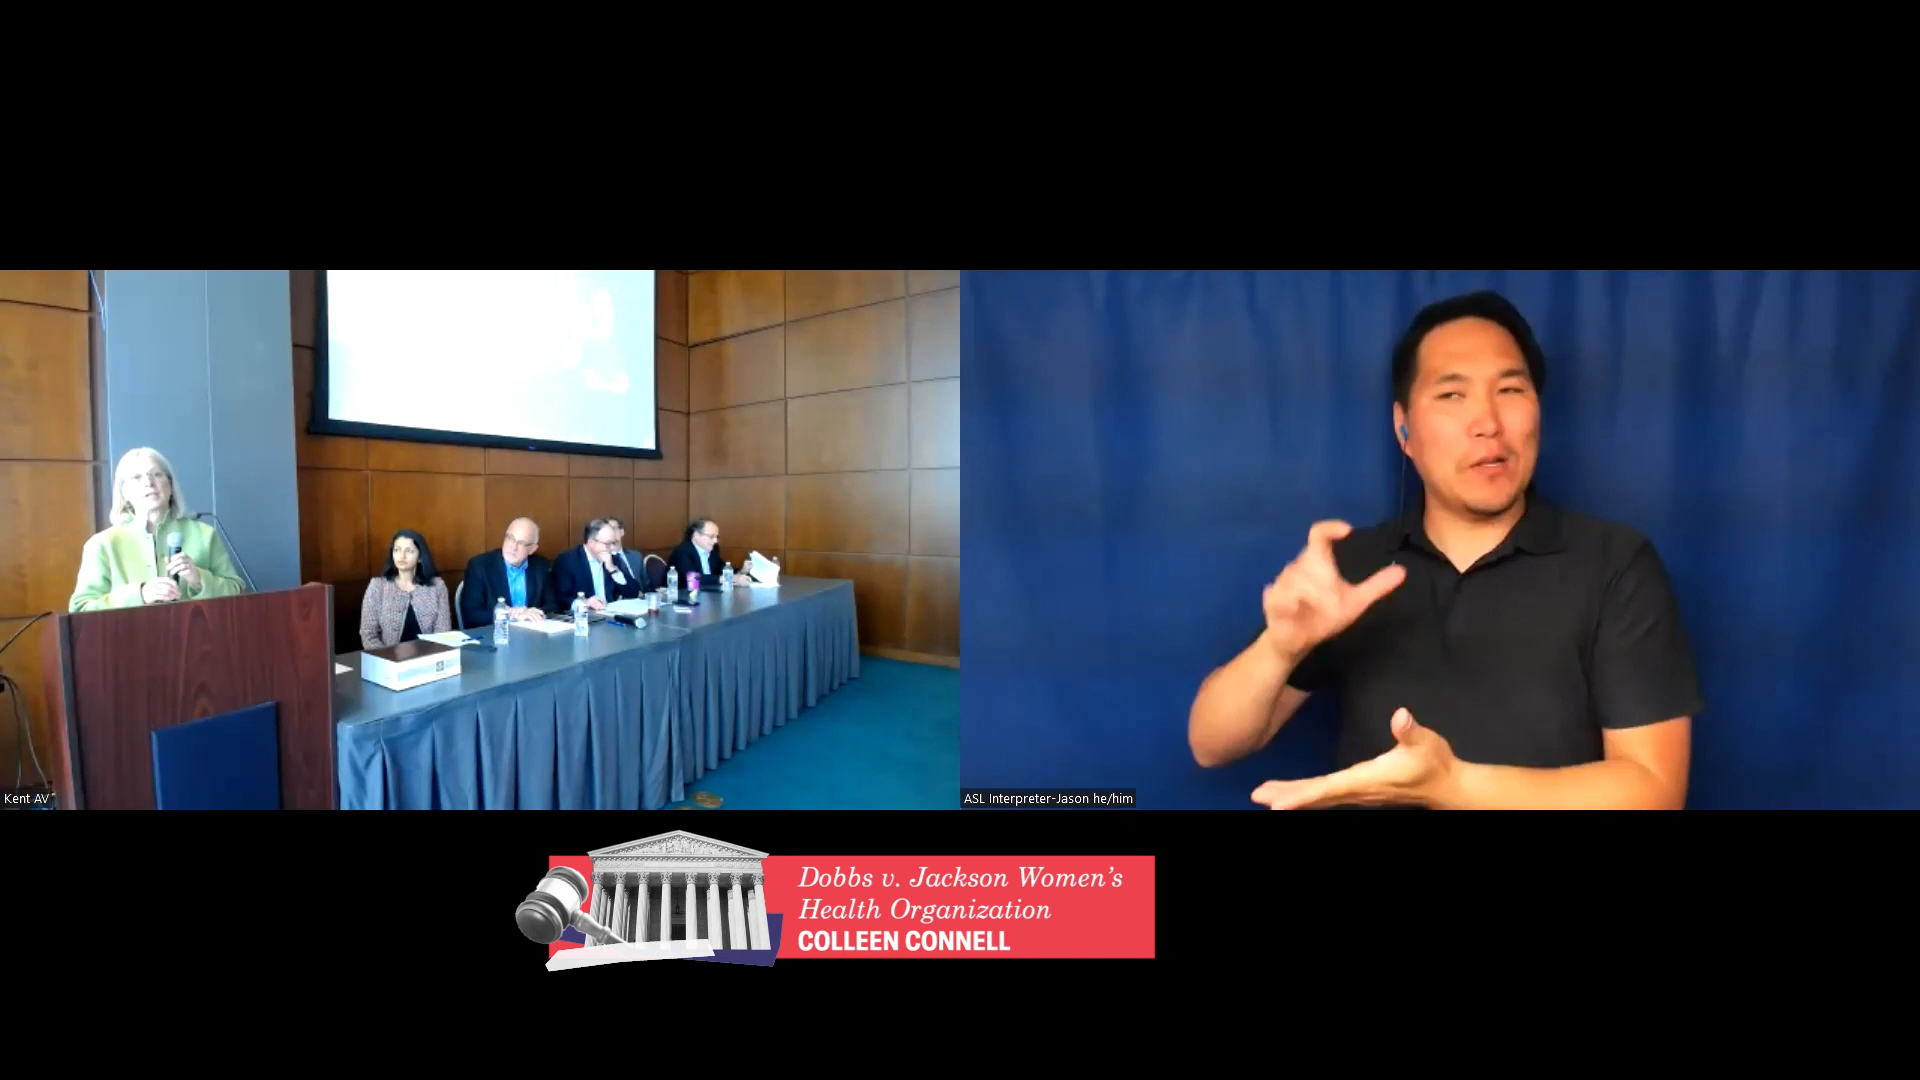 Kent AV
ASL Interpreter-Jason he/him
Dobbs v. Jackson Women's
Health Organization
COLLEEN CONNELL